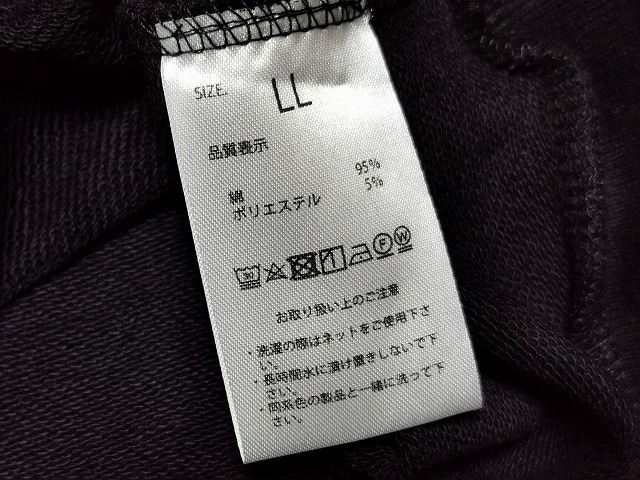 SIZE. LL
品質表示
綿 95%
ポリエステル 5%
30 F W
お取り扱い上のご注意
・洗濯の際はネットをご使用下さ
い。
・長時間水に漬け置きしないで下
さい。
・同系色の製品と一緒に洗って下
さい。